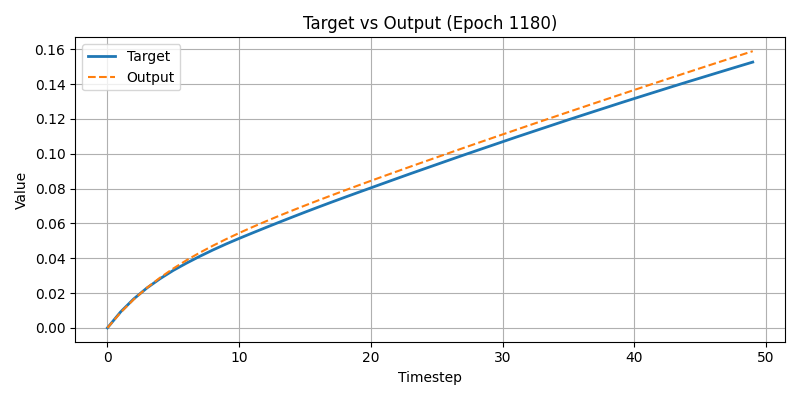 Target vs Output (Epoch 1180)
Target
Output
Value
0.16
0.14
0.12
0.10
0.08
0.06
0.04
0.02
0.00
0 10 20 30 40 50
Timestep